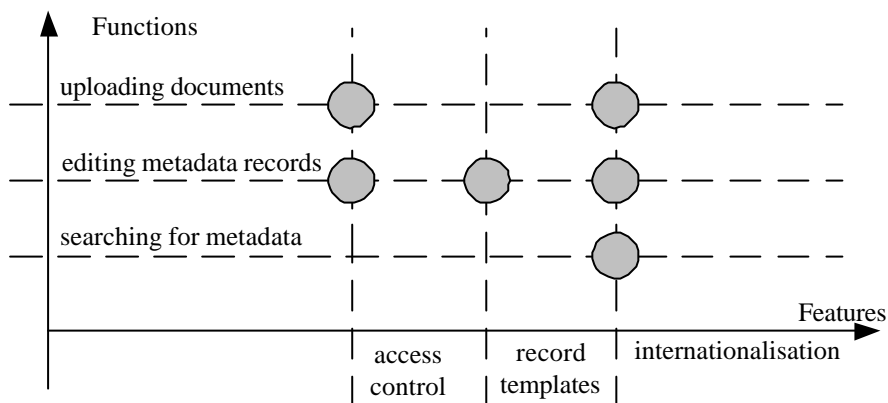 Functions
uploading documents
editing metadata records
searching for metadata
Features
access
control
record
templates
internationalisation